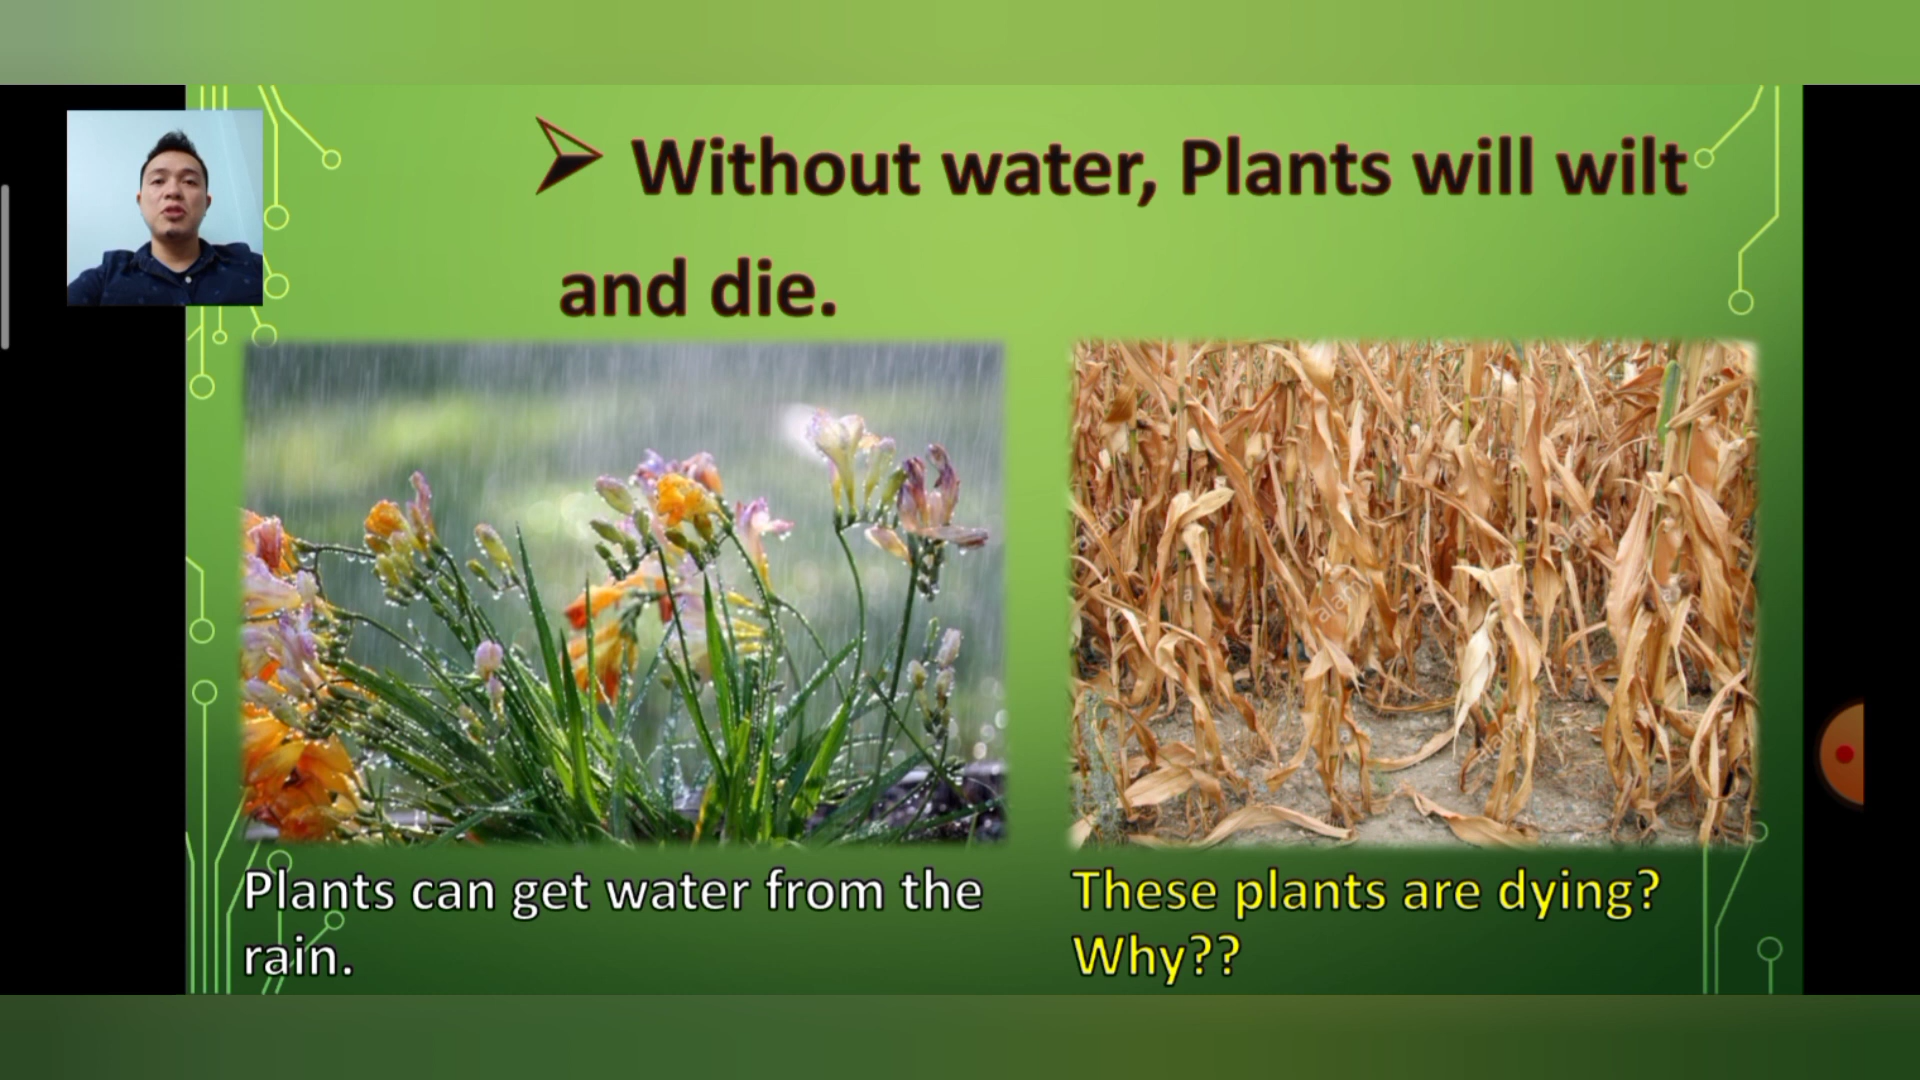 Without water, Plants will wilt
and die.
Plants can get water from the
rain.
These plants are dying?
Why??